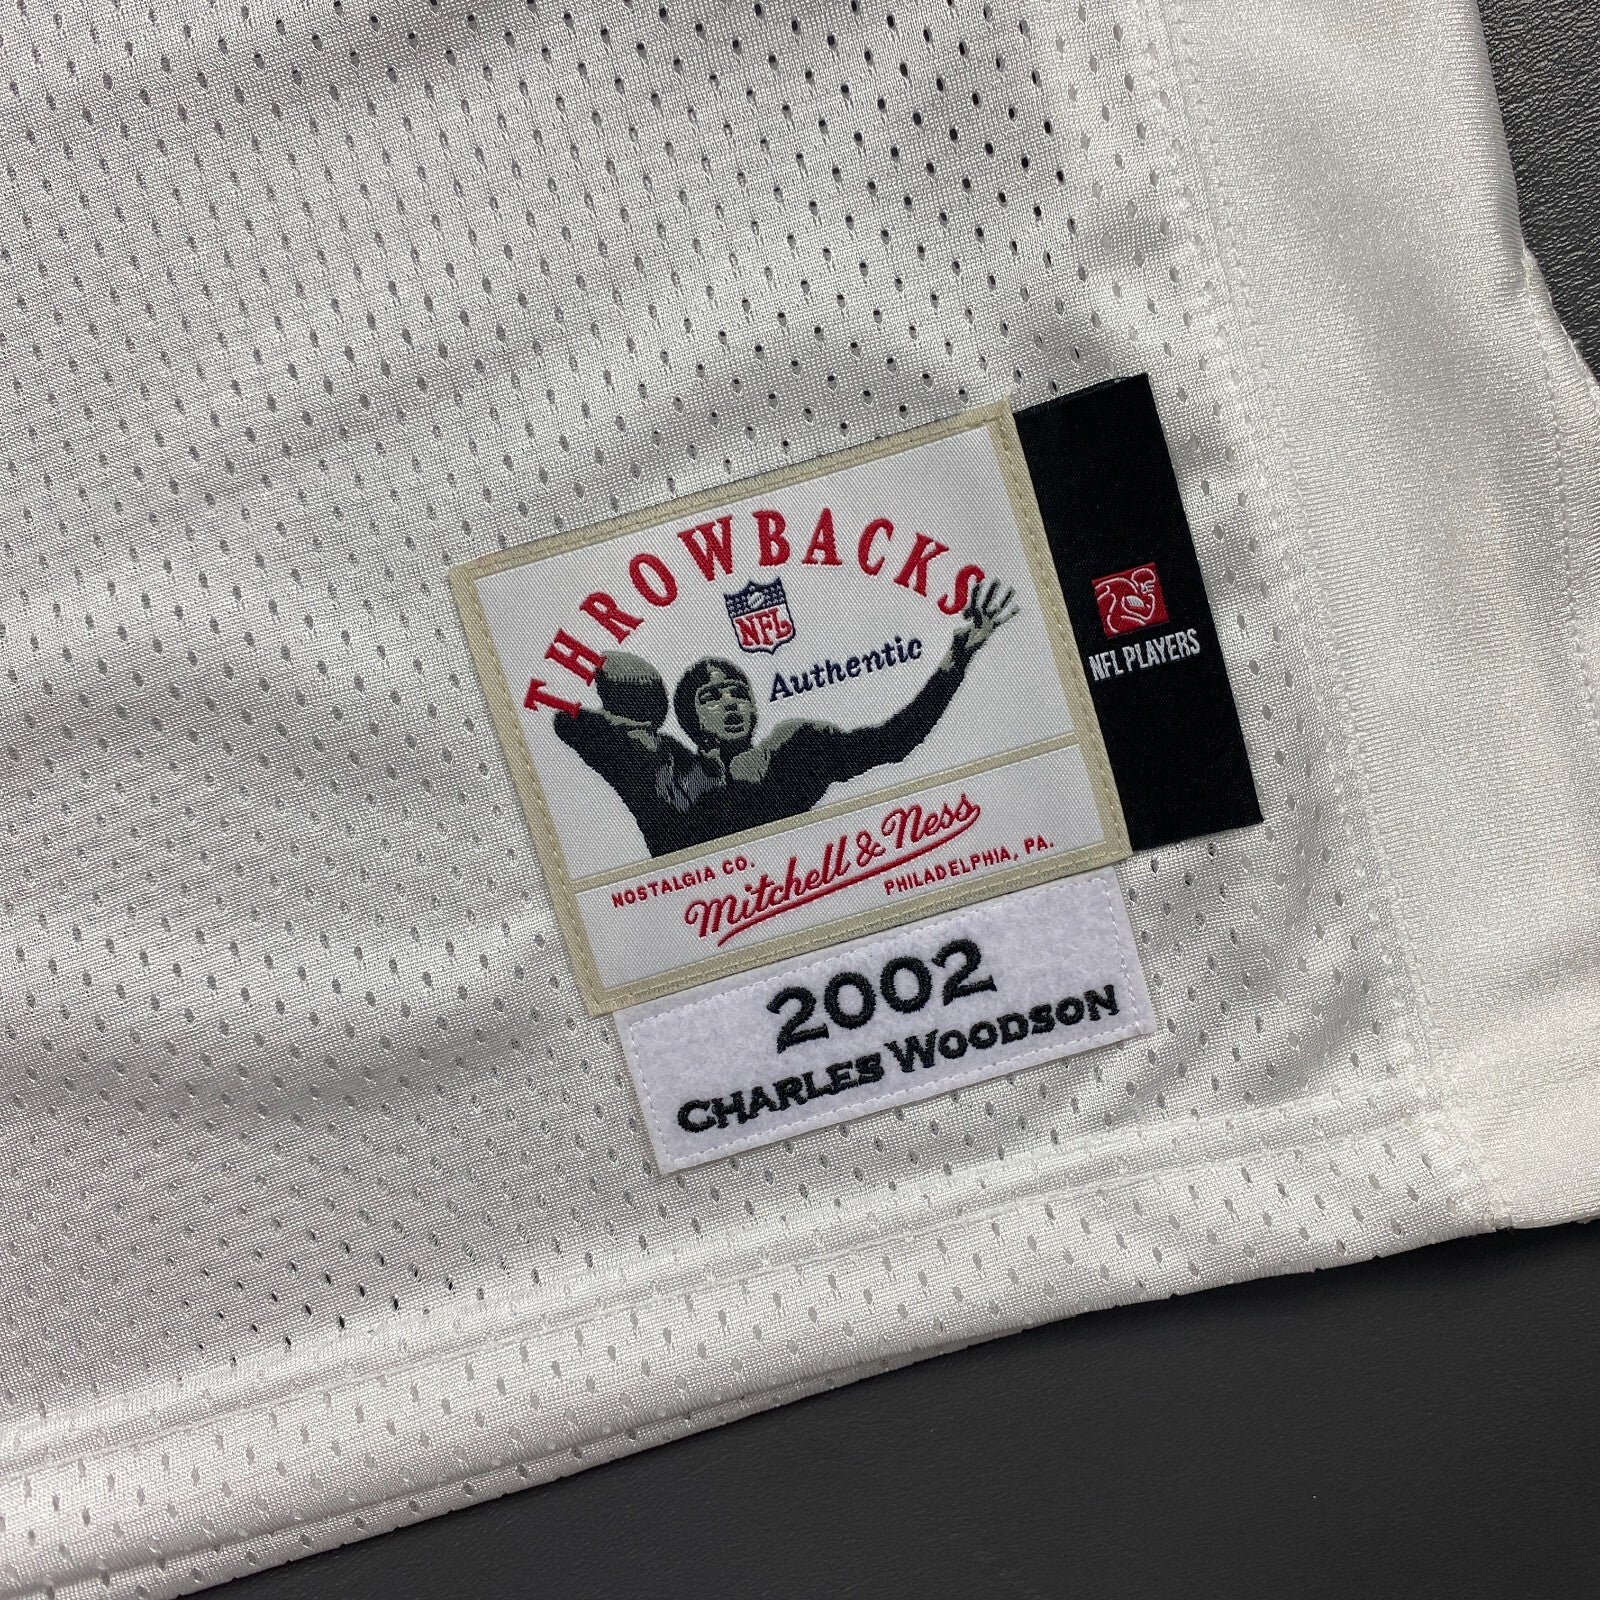 THROWBACKS
NFL
Authentic
NFL PLAYERS
NOSTALGIA CO.
Mitchell & Ness
PHILADELPHIA, PA.
2002
CHARLES WOODSON